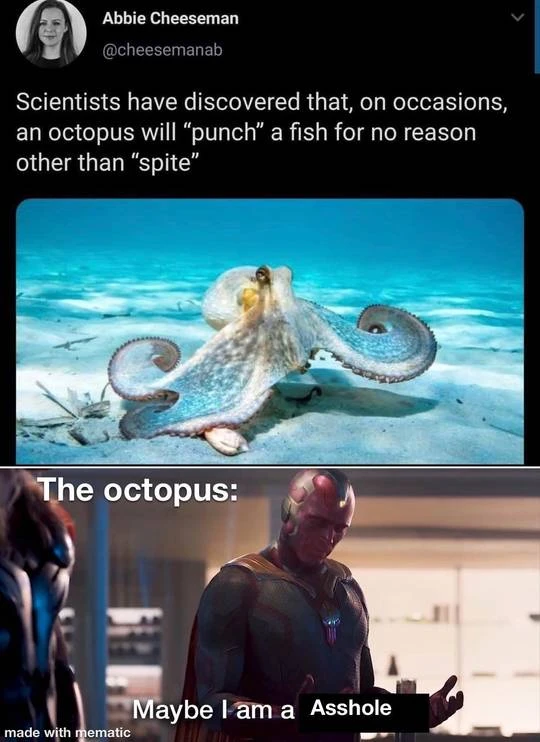 Abbie Cheeseman
@cheesemanab
Scientists have discovered that, on occasions,
an octopus will “punch” a fish for no reason
other than “spite”
The octopus:
Maybe I am a Asshole
made with mematic